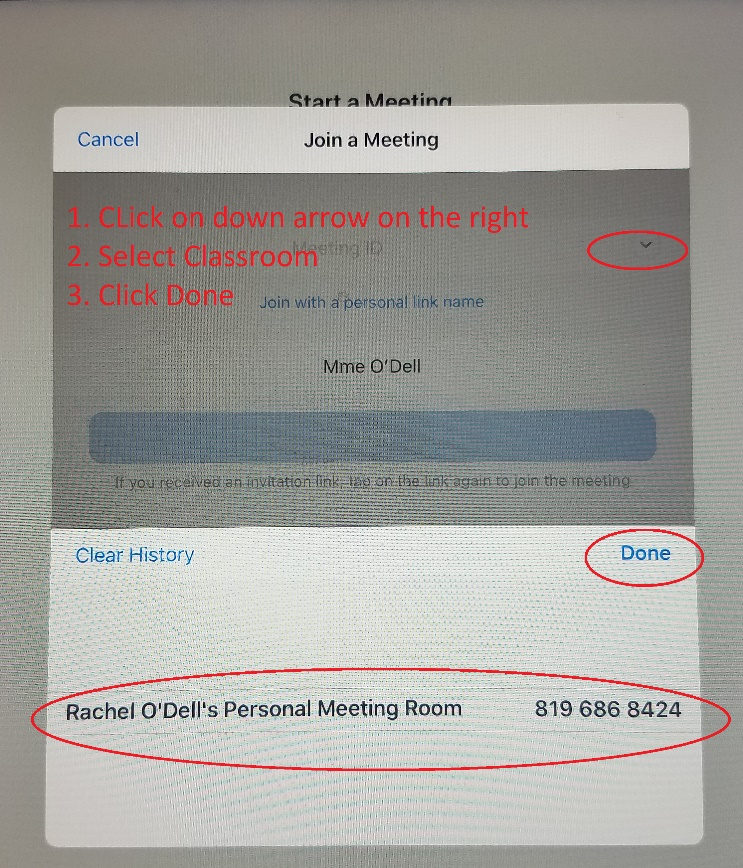 Start a Meeting
Cancel
Join a Meeting
1. CLick on down arrow on the right
Meeting ID
2. Select Classroom
3. Click Done
Join with a personal link name
Mme O'Dell
If you received an invitation link, tap on the link again to join the meeting
Clear History
Done
Rachel O'Dell's Personal Meeting Room
819 686 8424